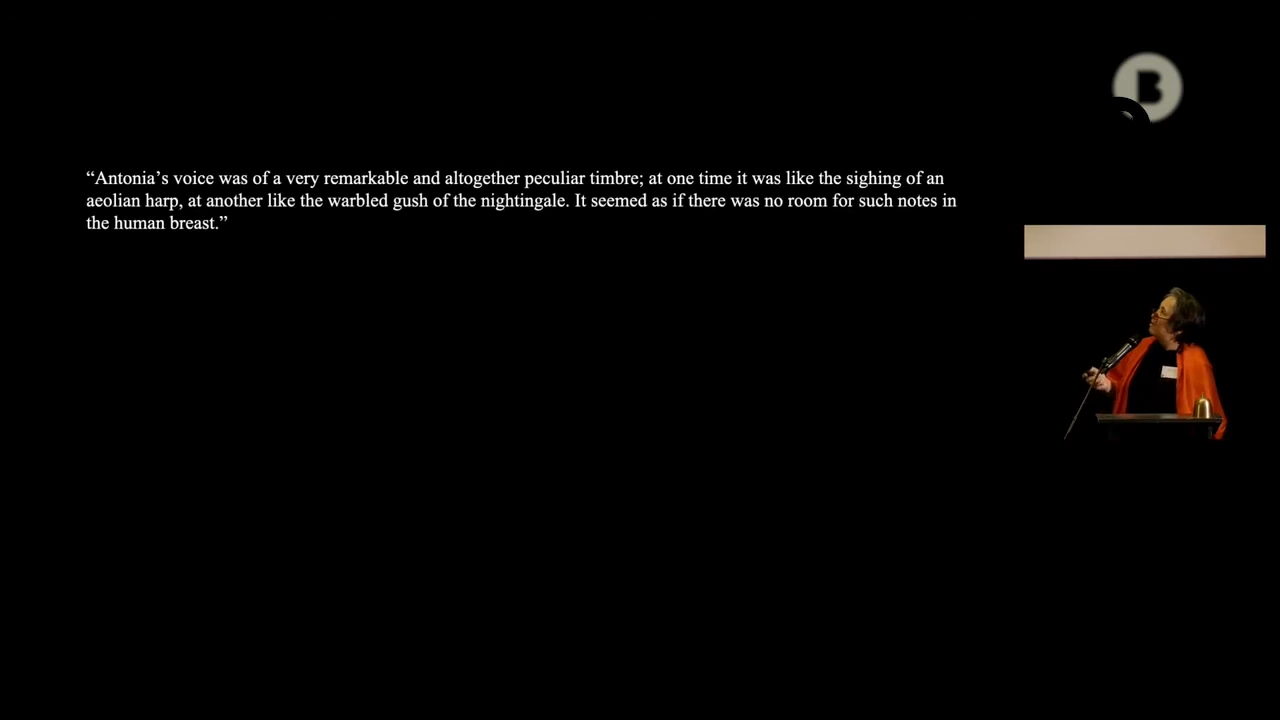 B
“Antonia’s voice was of a very remarkable and altogether peculiar timbre; at one time it was like the sighing of an
aeolian harp, at another like the warbled gush of the nightingale. It seemed as if there was no room for such notes in
the human breast.”